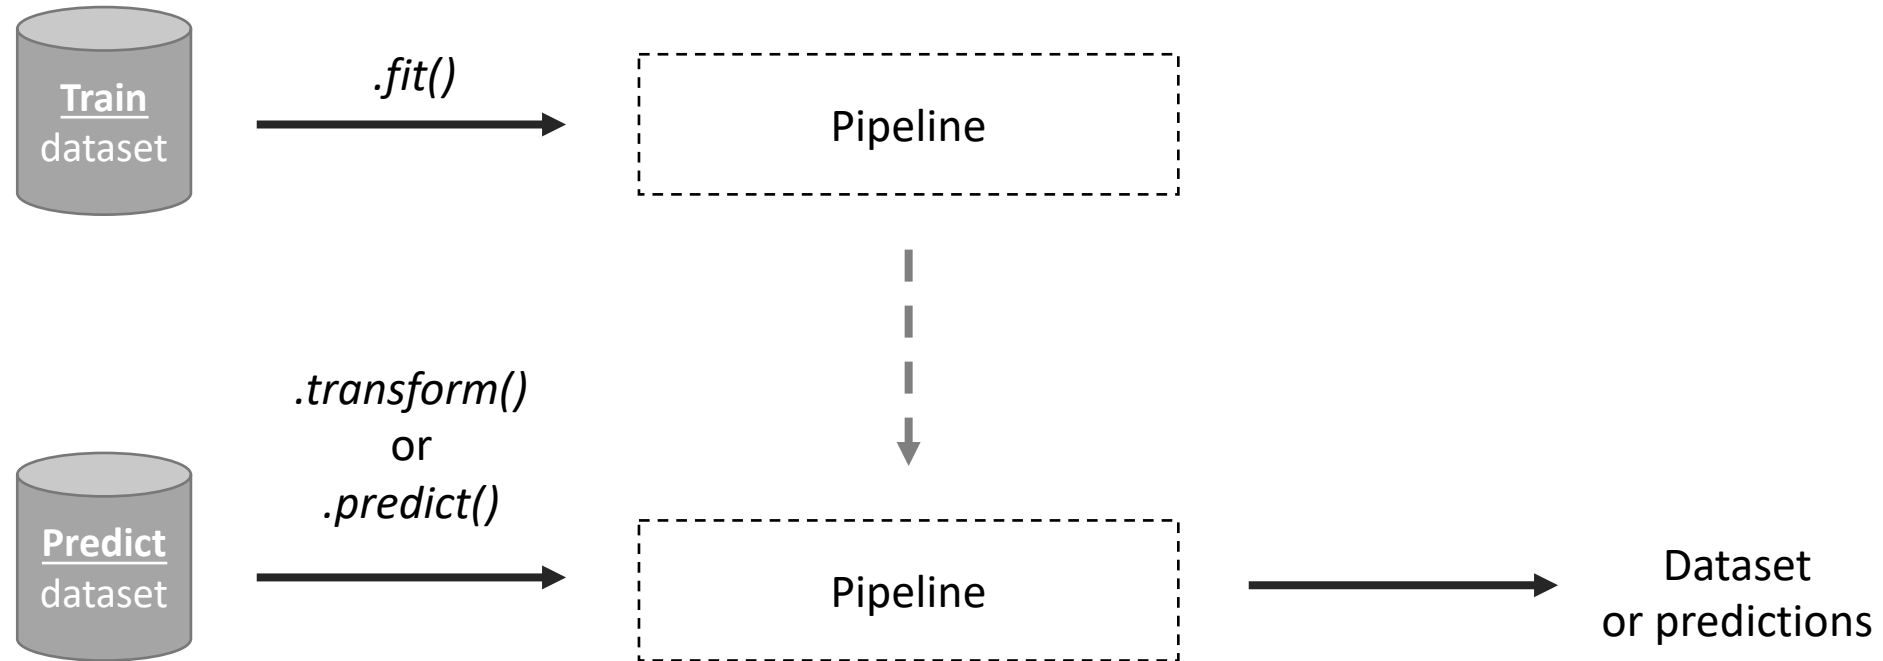 Train
dataset
.fit()
Pipeline
.transform()
or
.predict()
Predict
dataset
Pipeline
Dataset
or predictions